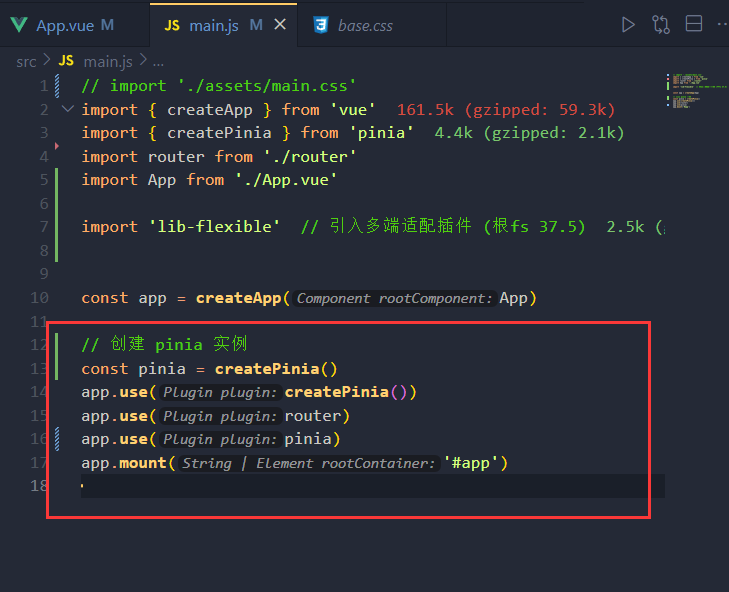 App.vue M JS main.js M base.css
src JS main.js ...
1 // import './assets/main.css'
2 import { createApp } from 'vue' 161.5k (gzipped: 59.3k)
3 import { createPinia } from 'pinia' 4.4k (gzipped: 2.1k)
4 import router from './router'
5 import App from './App.vue'
6
7 import 'lib-flexible' // 引入多端适配插件 (根fs 37.5) 2.5k (
8
9
10 const app = createApp(Component rootComponent:App)
11
12 // 创建 pinia 实例
13 const pinia = createPinia()
14 app.use(Plugin plugin:createPinia())
15 app.use(Plugin plugin:router)
16 app.use(Plugin plugin:pinia)
17 app.mount(String | Element rootContainer:'#app')
18